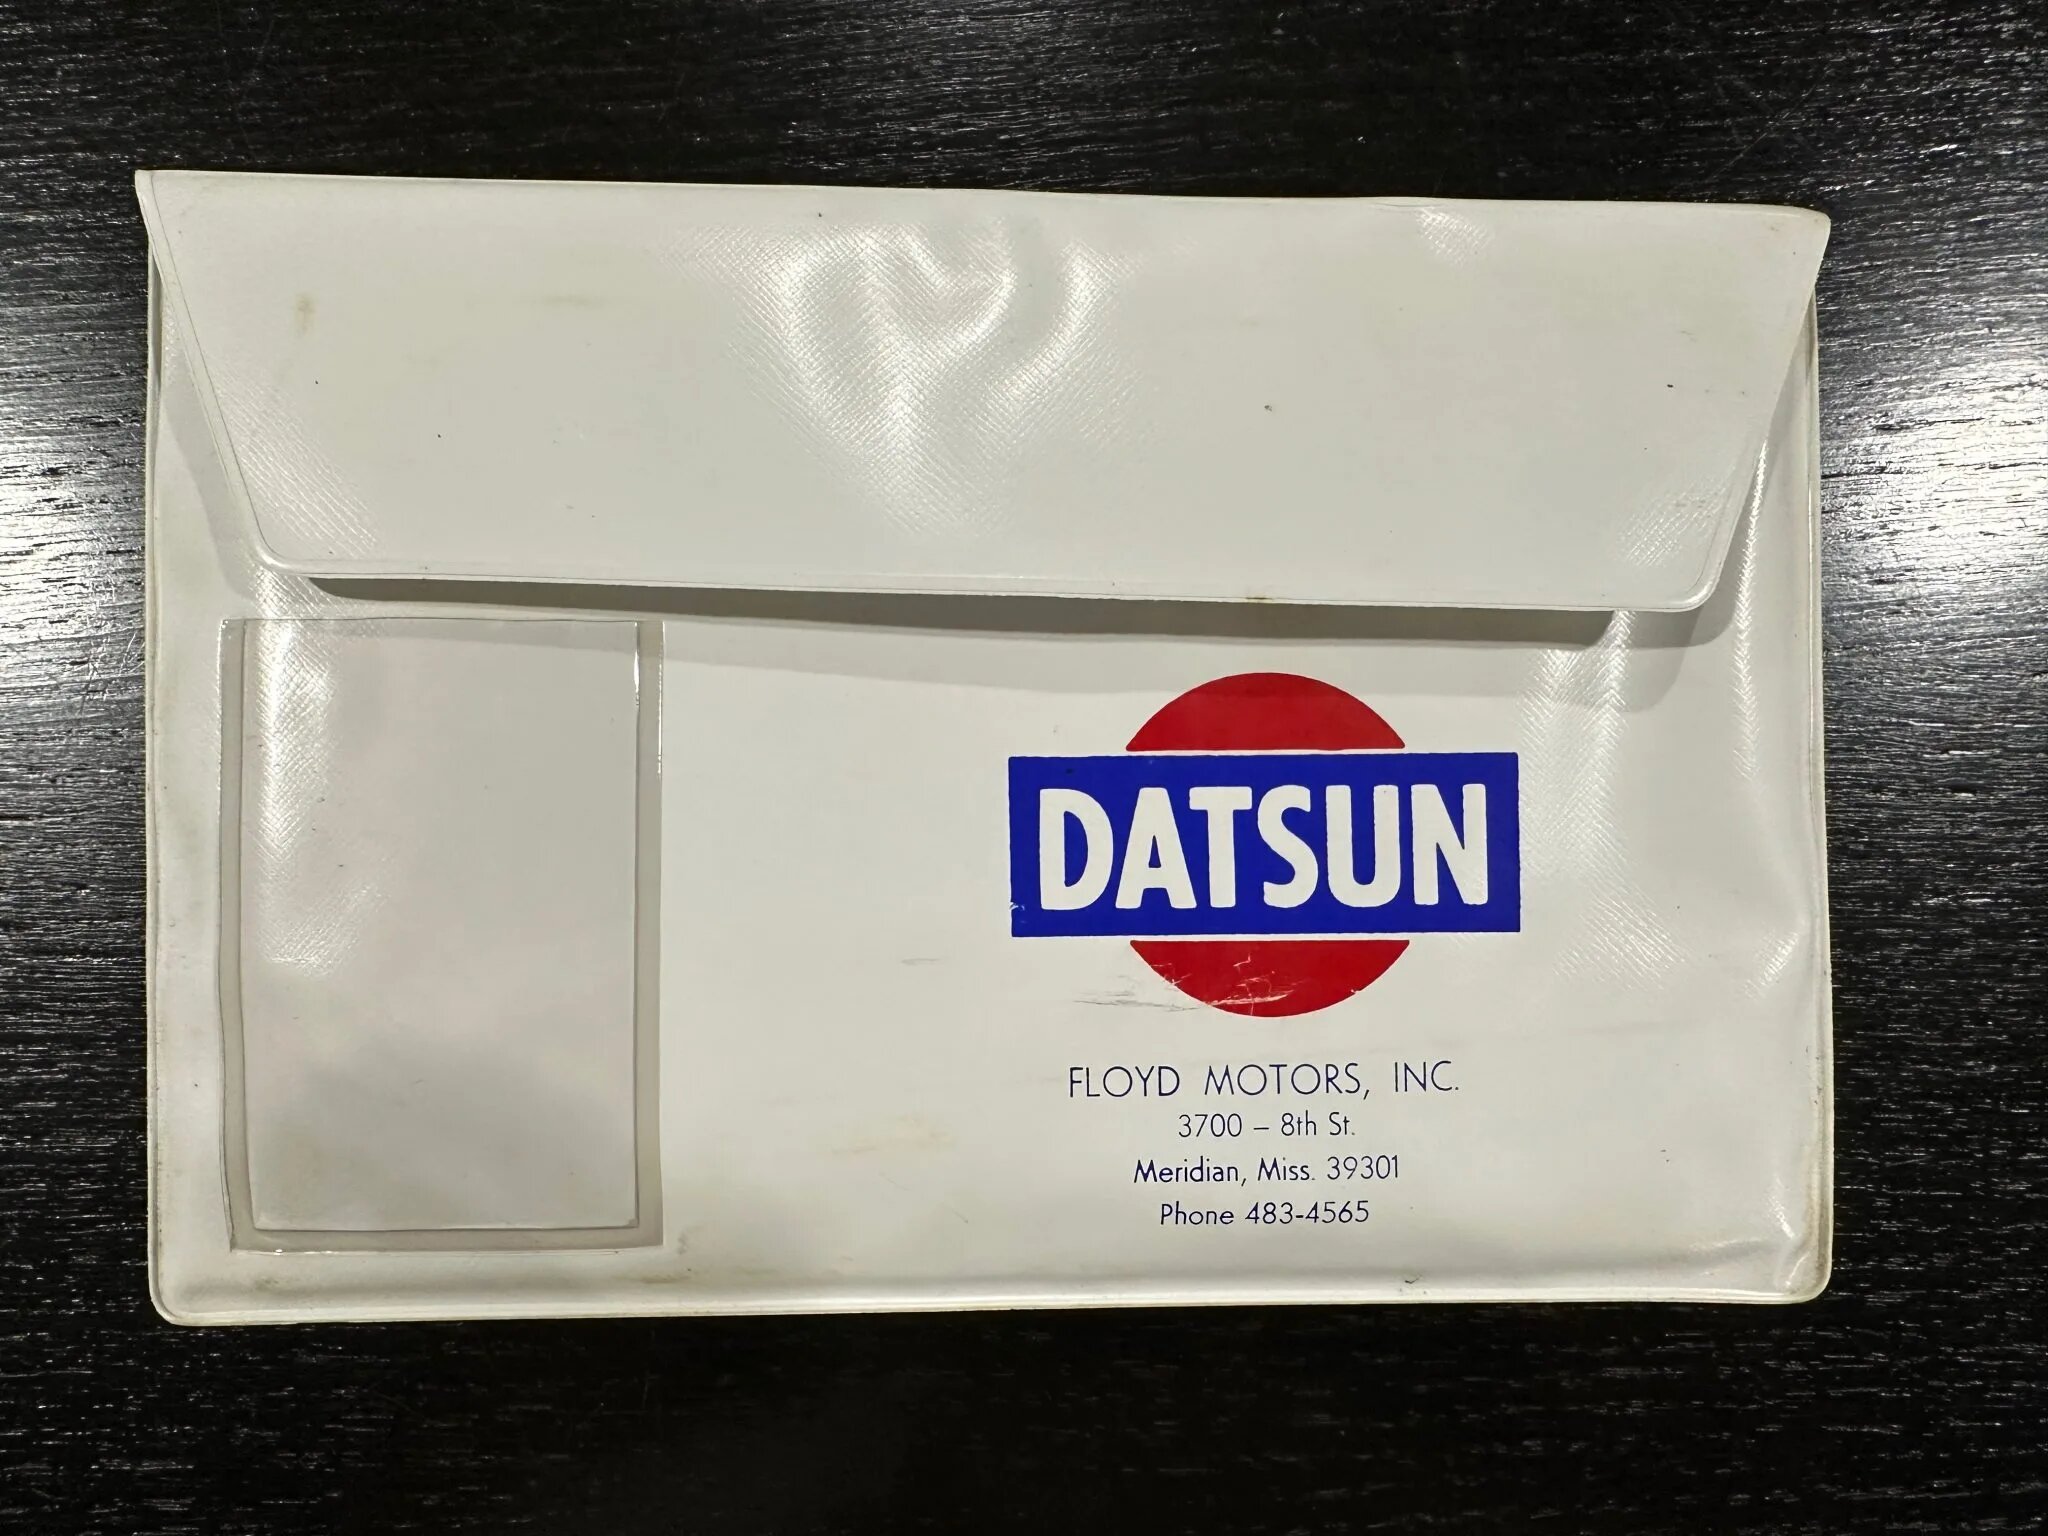 DATSUN
FLOYD MOTORS, INC.
3700 – 8th St.
Meridian, Miss. 39301
Phone 483-4565